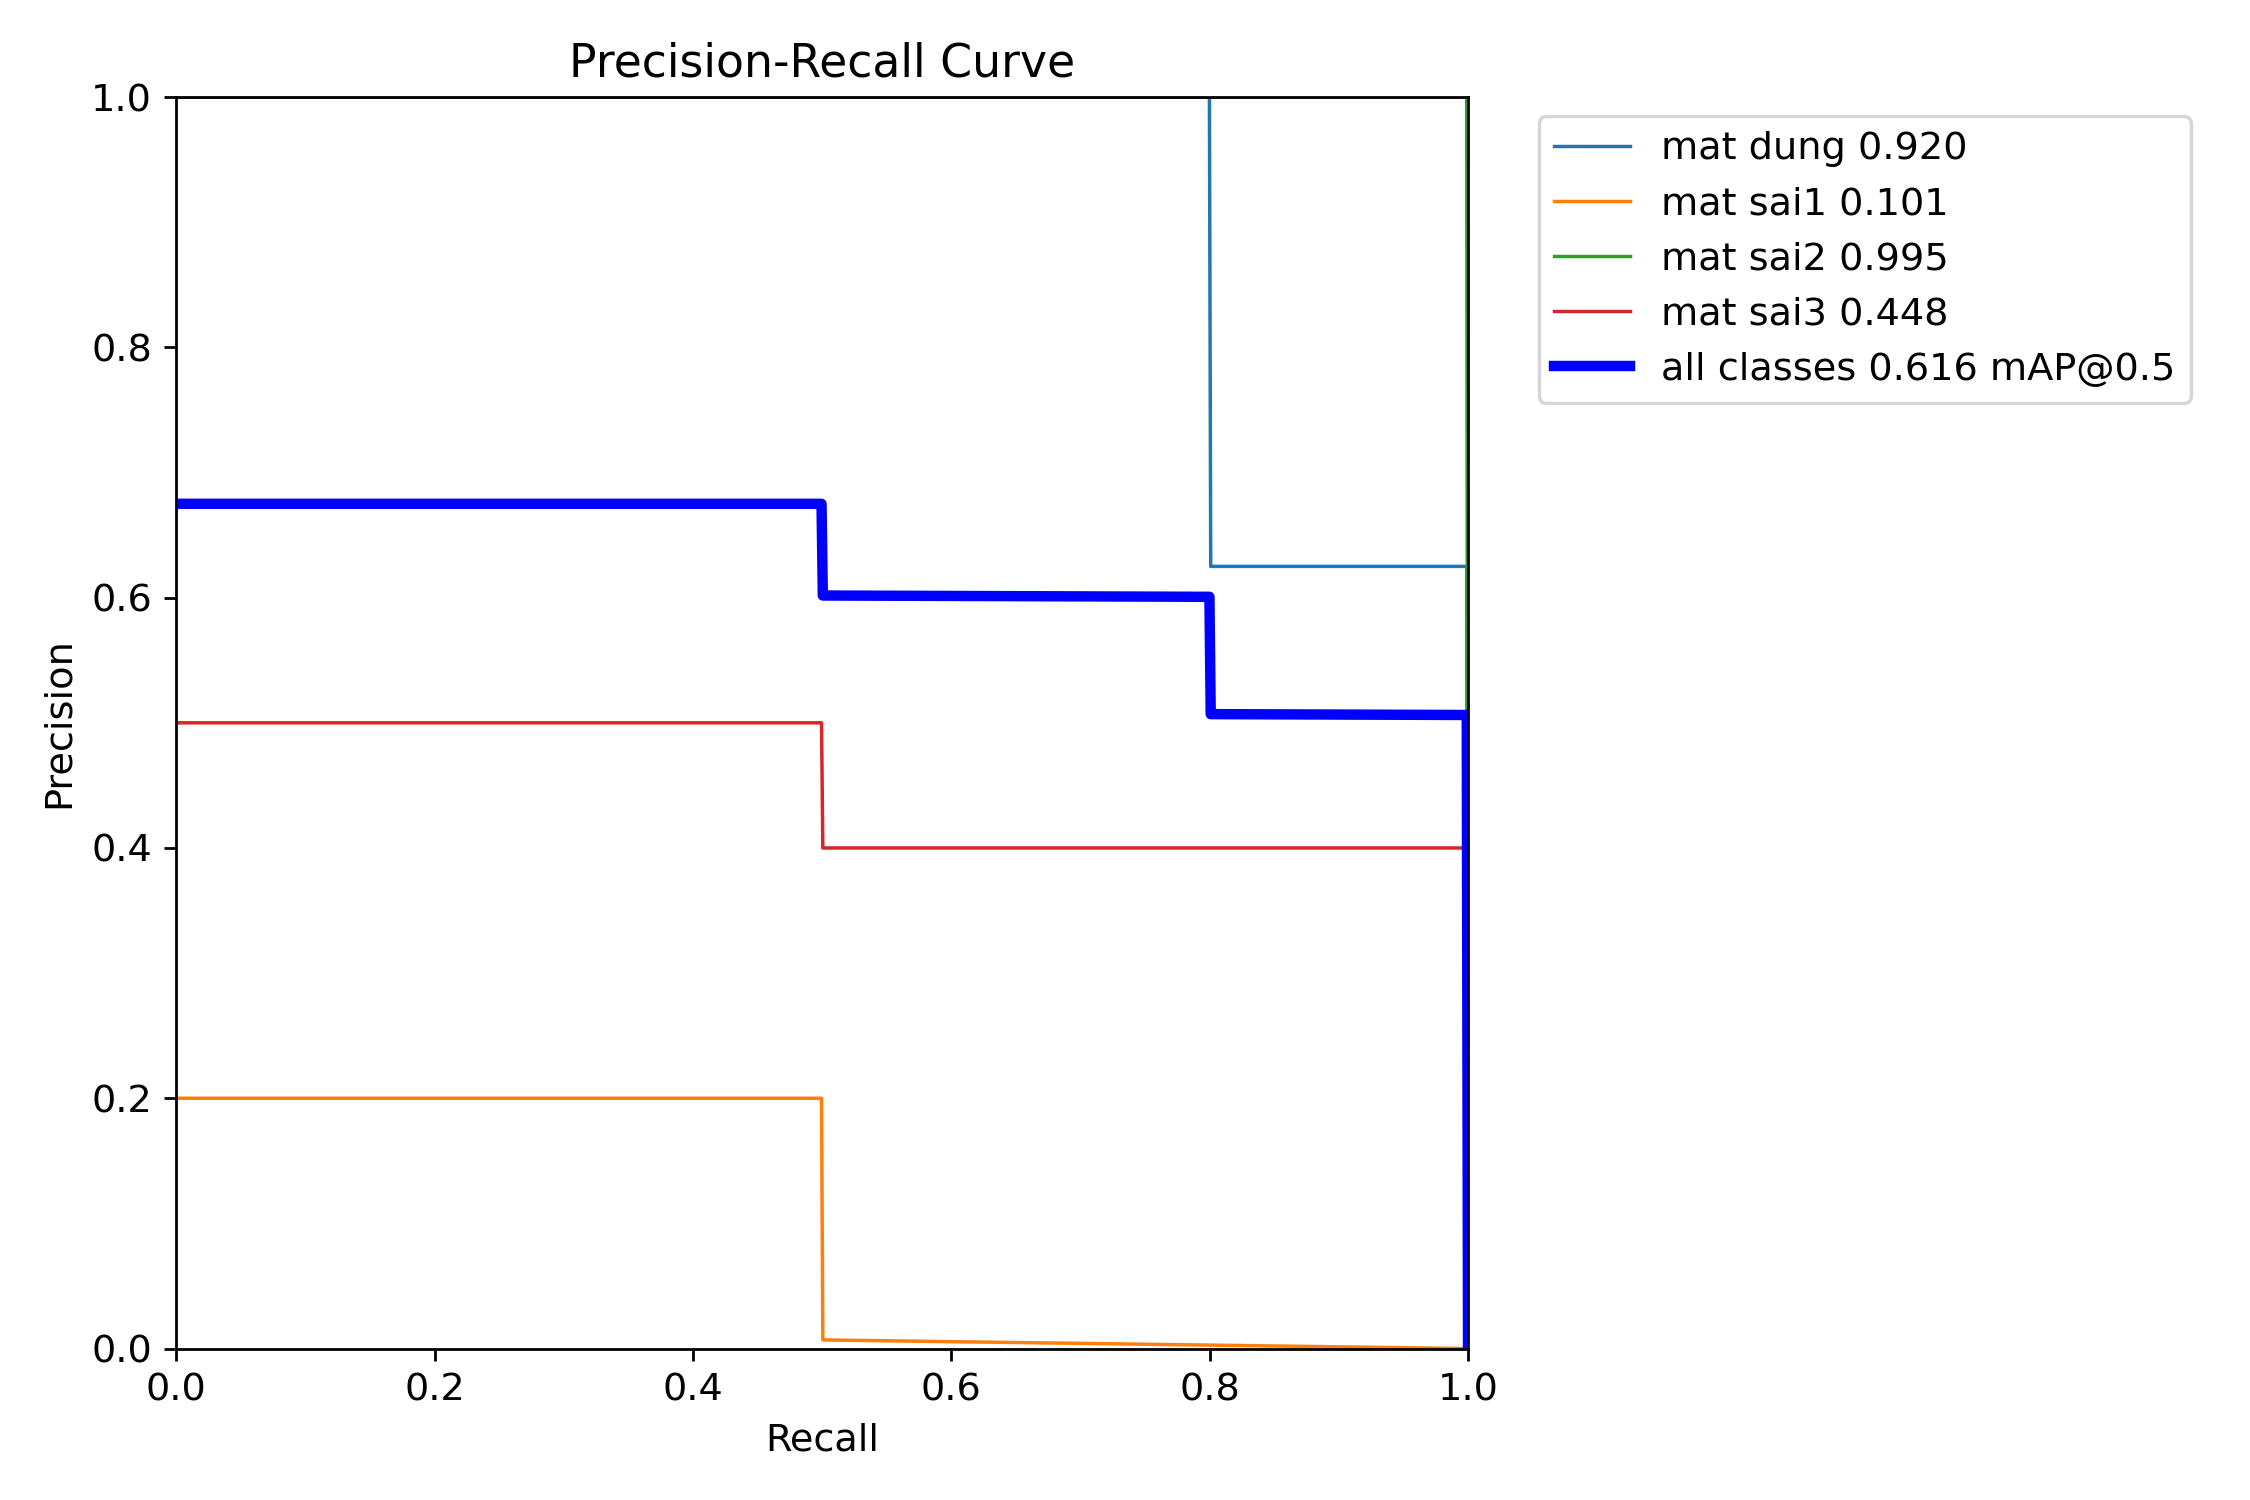 Precision-Recall Curve
1.0
0.8
0.6
0.4
0.2
0.0
Precision
0.0 0.2 0.4 0.6 0.8 1.0
Recall
mat dung 0.920
mat sai1 0.101
mat sai2 0.995
mat sai3 0.448
all classes 0.616 mAP@0.5